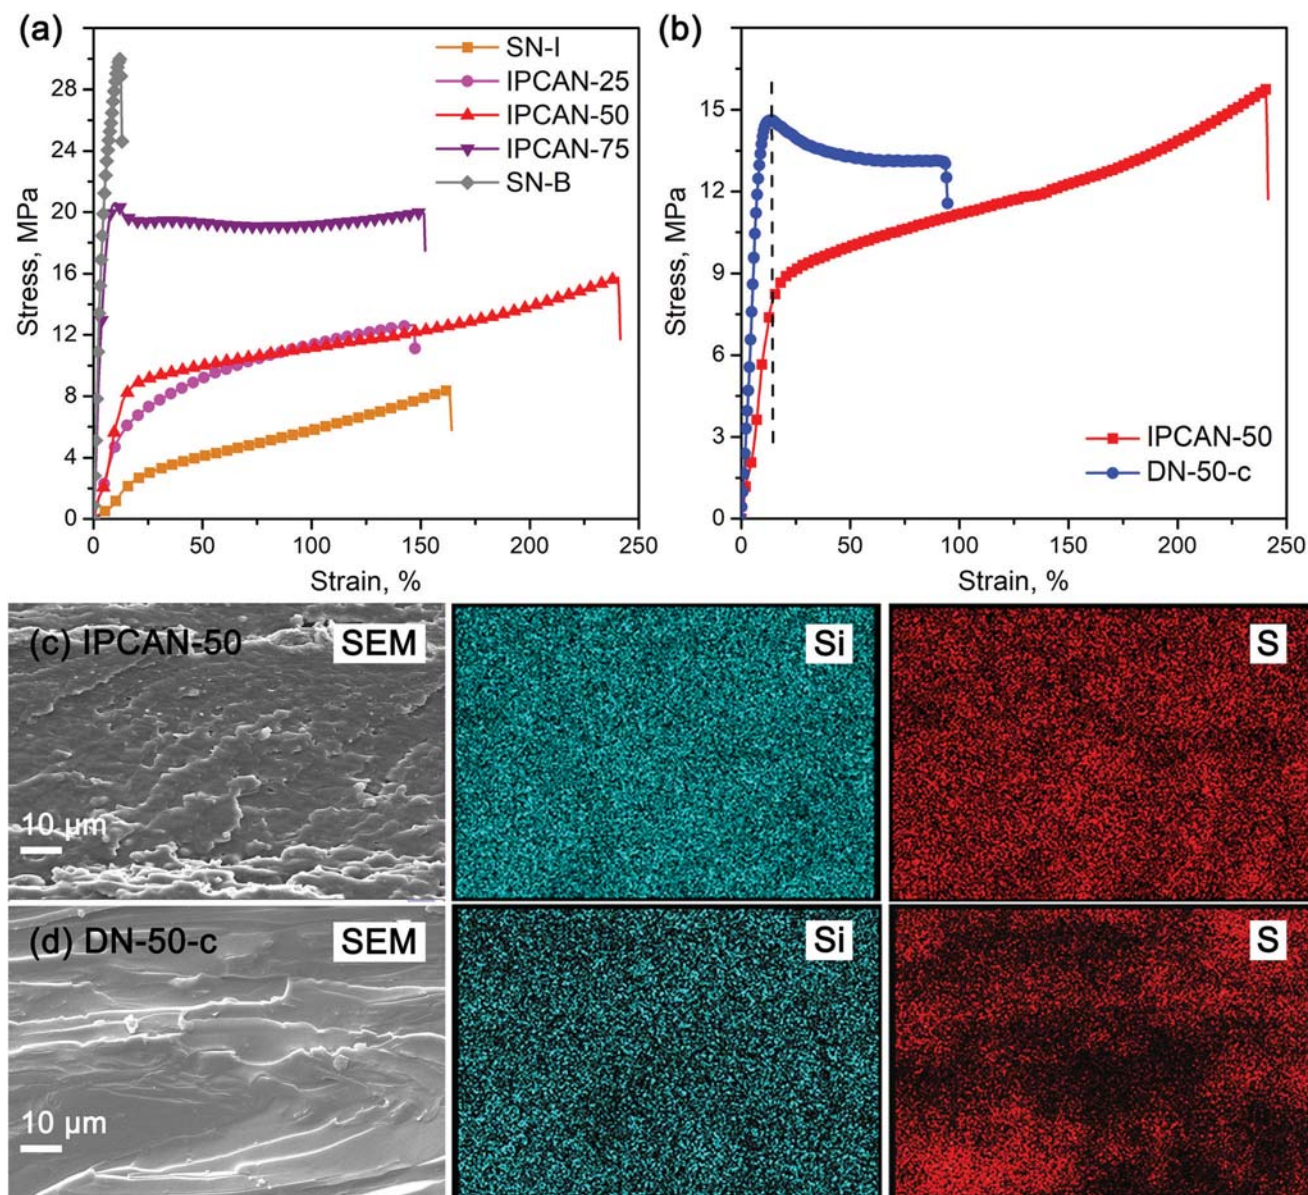 (a)
SN-I
IPCAN-25
IPCAN-50
IPCAN-75
SN-B
Stress, MPa
28
24
20
16
12
8
4
0
0 50 100 150 200 250
Strain, %
(b)
IPCAN-50
DN-50-c
Stress, MPa
15
12
9
6
3
0
0 50 100 150 200 250
Strain, %
(c) IPCAN-50 SEM
10 µm
Si
S
(d) DN-50-c SEM
10 µm
Si
S